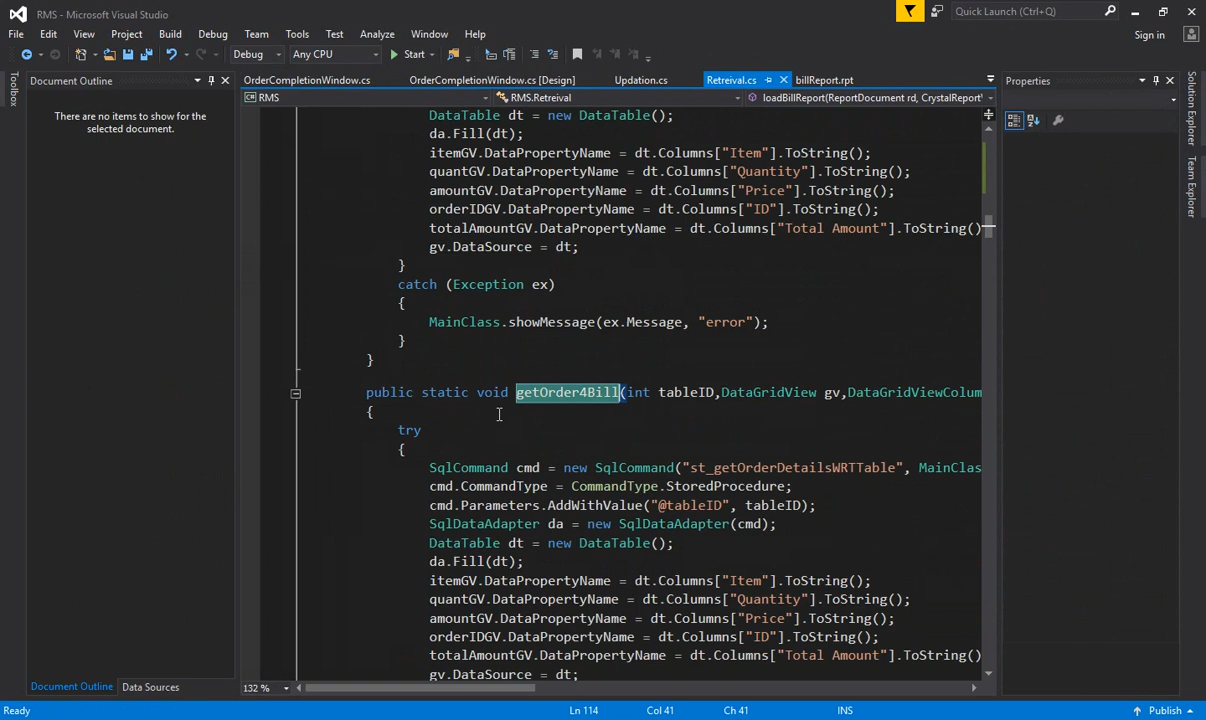 RMS - Microsoft Visual Studio
Quick Launch (Ctrl+Q)
File Edit View Project Build Debug Team Tools Test Analyze Window Help
Sign in
Debug Any CPU Start
Toolbox
Document Outline
There are no items to show for the
selected document.
OrderCompletionWindow.cs OrderCompletionWindow.cs [Design] Updation.cs Retreival.cs billReport.rpt
RMS RMS.Retreival loadBillReport(ReportDocument rd, CrystalReport
DataTable dt = new DataTable();
da.Fill(dt);
itemGV.DataPropertyName = dt.Columns["Item"].ToString();
quantGV.DataPropertyName = dt.Columns["Quantity"].ToString();
amountGV.DataPropertyName = dt.Columns["Price"].ToString();
orderIDGV.DataPropertyName = dt.Columns["ID"].ToString();
totalAmountGV.DataPropertyName = dt.Columns["Total Amount"].ToString()
gv.DataSource = dt;
}
catch (Exception ex)
{
MainClass.showMessage(ex.Message, "error");
}
}
public static void getOrder4Bill(int tableID,DataGridView gv,DataGridViewColum
{
try
{
SqlCommand cmd = new SqlCommand("st_getOrderDetailsWRTTable", MainClas
cmd.CommandType = CommandType.StoredProcedure;
cmd.Parameters.AddWithValue("@tableID", tableID);
SqlDataAdapter da = new SqlDataAdapter(cmd);
DataTable dt = new DataTable();
da.Fill(dt);
itemGV.DataPropertyName = dt.Columns["Item"].ToString();
quantGV.DataPropertyName = dt.Columns["Quantity"].ToString();
amountGV.DataPropertyName = dt.Columns["Price"].ToString();
orderIDGV.DataPropertyName = dt.Columns["ID"].ToString();
totalAmountGV.DataPropertyName = dt.Columns["Total Amount"].ToString()
gv.DataSource = dt;
132 %
Properties
Solution Explorer
Team Explorer
Document Outline Data Sources
Ready Ln 114 Col 41 Ch 41 INS Publish